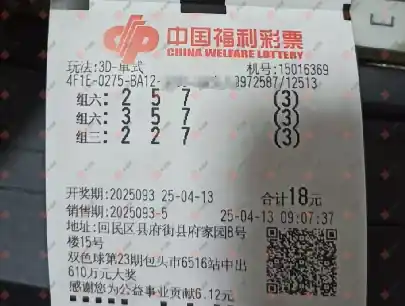 中国福利彩票
CHINA WELFARE LOTTERY
玩法:3D-单式 机号:15016369
4F1E-0275-BA12- 8972587/12513
组六: 2 5 7 (3)
组六: 3 5 7 (3)
组三: 2 2 7 (3)
开奖期:2025093 25-04-13 合计18元
销售期:2025093-5 25-04-13 09:07:37
地址:回民区县府街县府家园8号
楼15号
双色球第23期包头市6516站中出
610万元大奖
感谢您为公益事业贡献6.12元